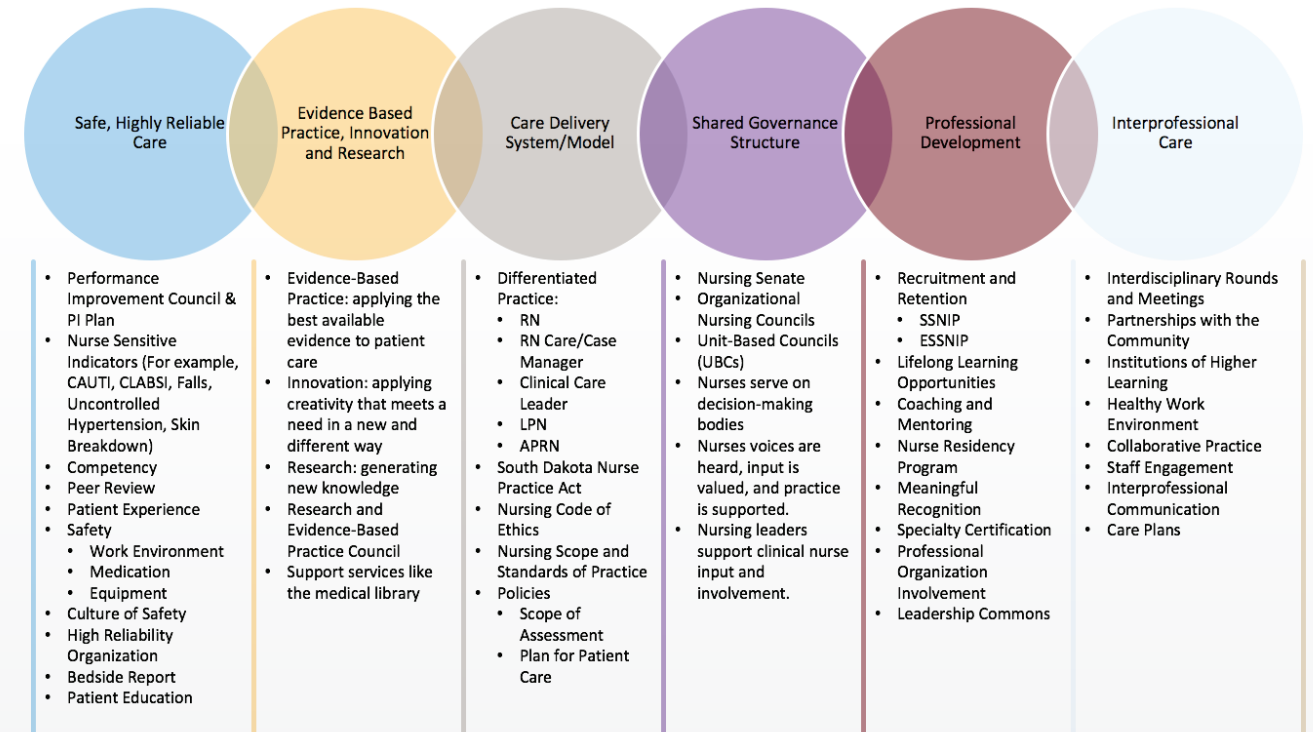 Safe, Highly Reliable
Care
Evidence Based
Practice, Innovation
and Research
Care Delivery
System/Model
Shared Governance
Structure
Professional
Development
Interprofessional
Care
• Performance
Improvement Council &
PI Plan
• Nurse Sensitive
Indicators (For example,
CAUTI, CLABSI, Falls,
Uncontrolled
Hypertension, Skin
Breakdown)
• Competency
• Peer Review
• Patient Experience
• Safety
• Work Environment
• Medication
• Equipment
• Culture of Safety
• High Reliability
Organization
• Bedside Report
• Patient Education
• Evidence-Based
Practice: applying the
best available
evidence to patient
care
• Innovation: applying
creativity that meets a
need in a new and
different way
• Research: generating
new knowledge
• Research and
Evidence-Based
Practice Council
• Support services like
the medical library
• Differentiated
Practice:
• RN
• RN Care/Case
Manager
• Clinical Care
Leader
• LPN
• APRN
• South Dakota Nurse
Practice Act
• Nursing Code of
Ethics
• Nursing Scope and
Standards of Practice
• Policies
• Scope of
Assessment
• Plan for Patient
Care
• Nursing Senate
• Organizational
Nursing Councils
• Unit-Based Councils
(UBCs)
• Nurses serve on
decision-making
bodies
• Nurses voices are
heard, input is
valued, and practice
is supported.
• Nursing leaders
support clinical nurse
input and
involvement.
• Recruitment and
Retention
• SSNIP
• ESSNIP
• Lifelong Learning
Opportunities
• Coaching and
Mentoring
• Nurse Residency
Program
• Meaningful
Recognition
• Specialty Certification
• Professional
Organization
Involvement
• Leadership Commons
• Interdisciplinary Rounds
and Meetings
• Partnerships with the
Community
• Institutions of Higher
Learning
• Healthy Work
Environment
• Collaborative Practice
• Staff Engagement
• Interprofessional
Communication
• Care Plans